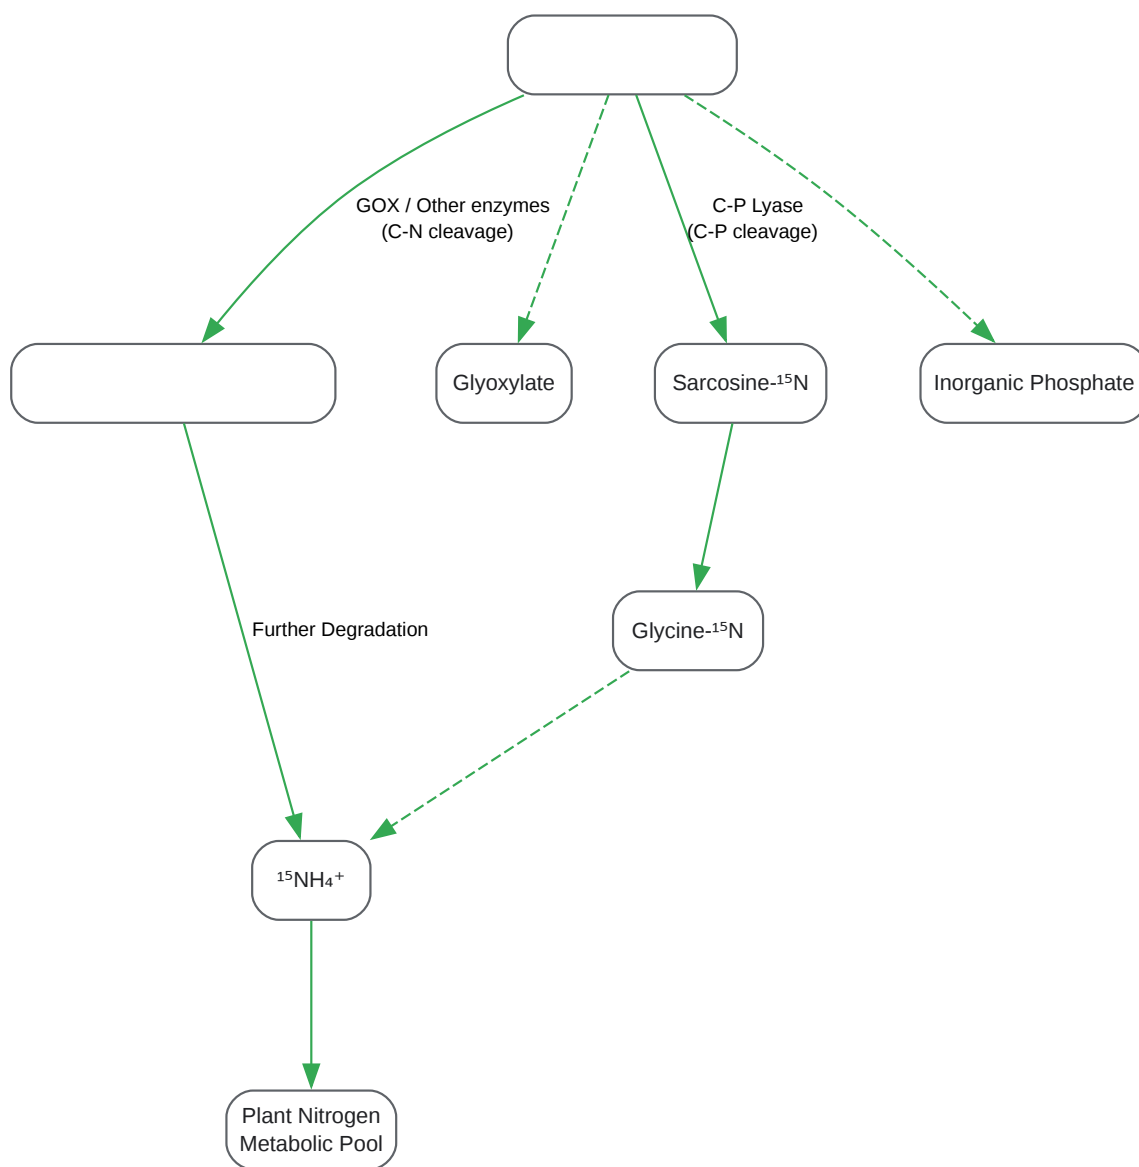 GOX / Other enzymes
(C-N cleavage)
C-P Lyase
(C-P cleavage)
Glyoxylate
Sarcosine-¹⁵N
Inorganic Phosphate
Further Degradation
Glycine-¹⁵N
¹⁵NH₄⁺
Plant Nitrogen
Metabolic Pool